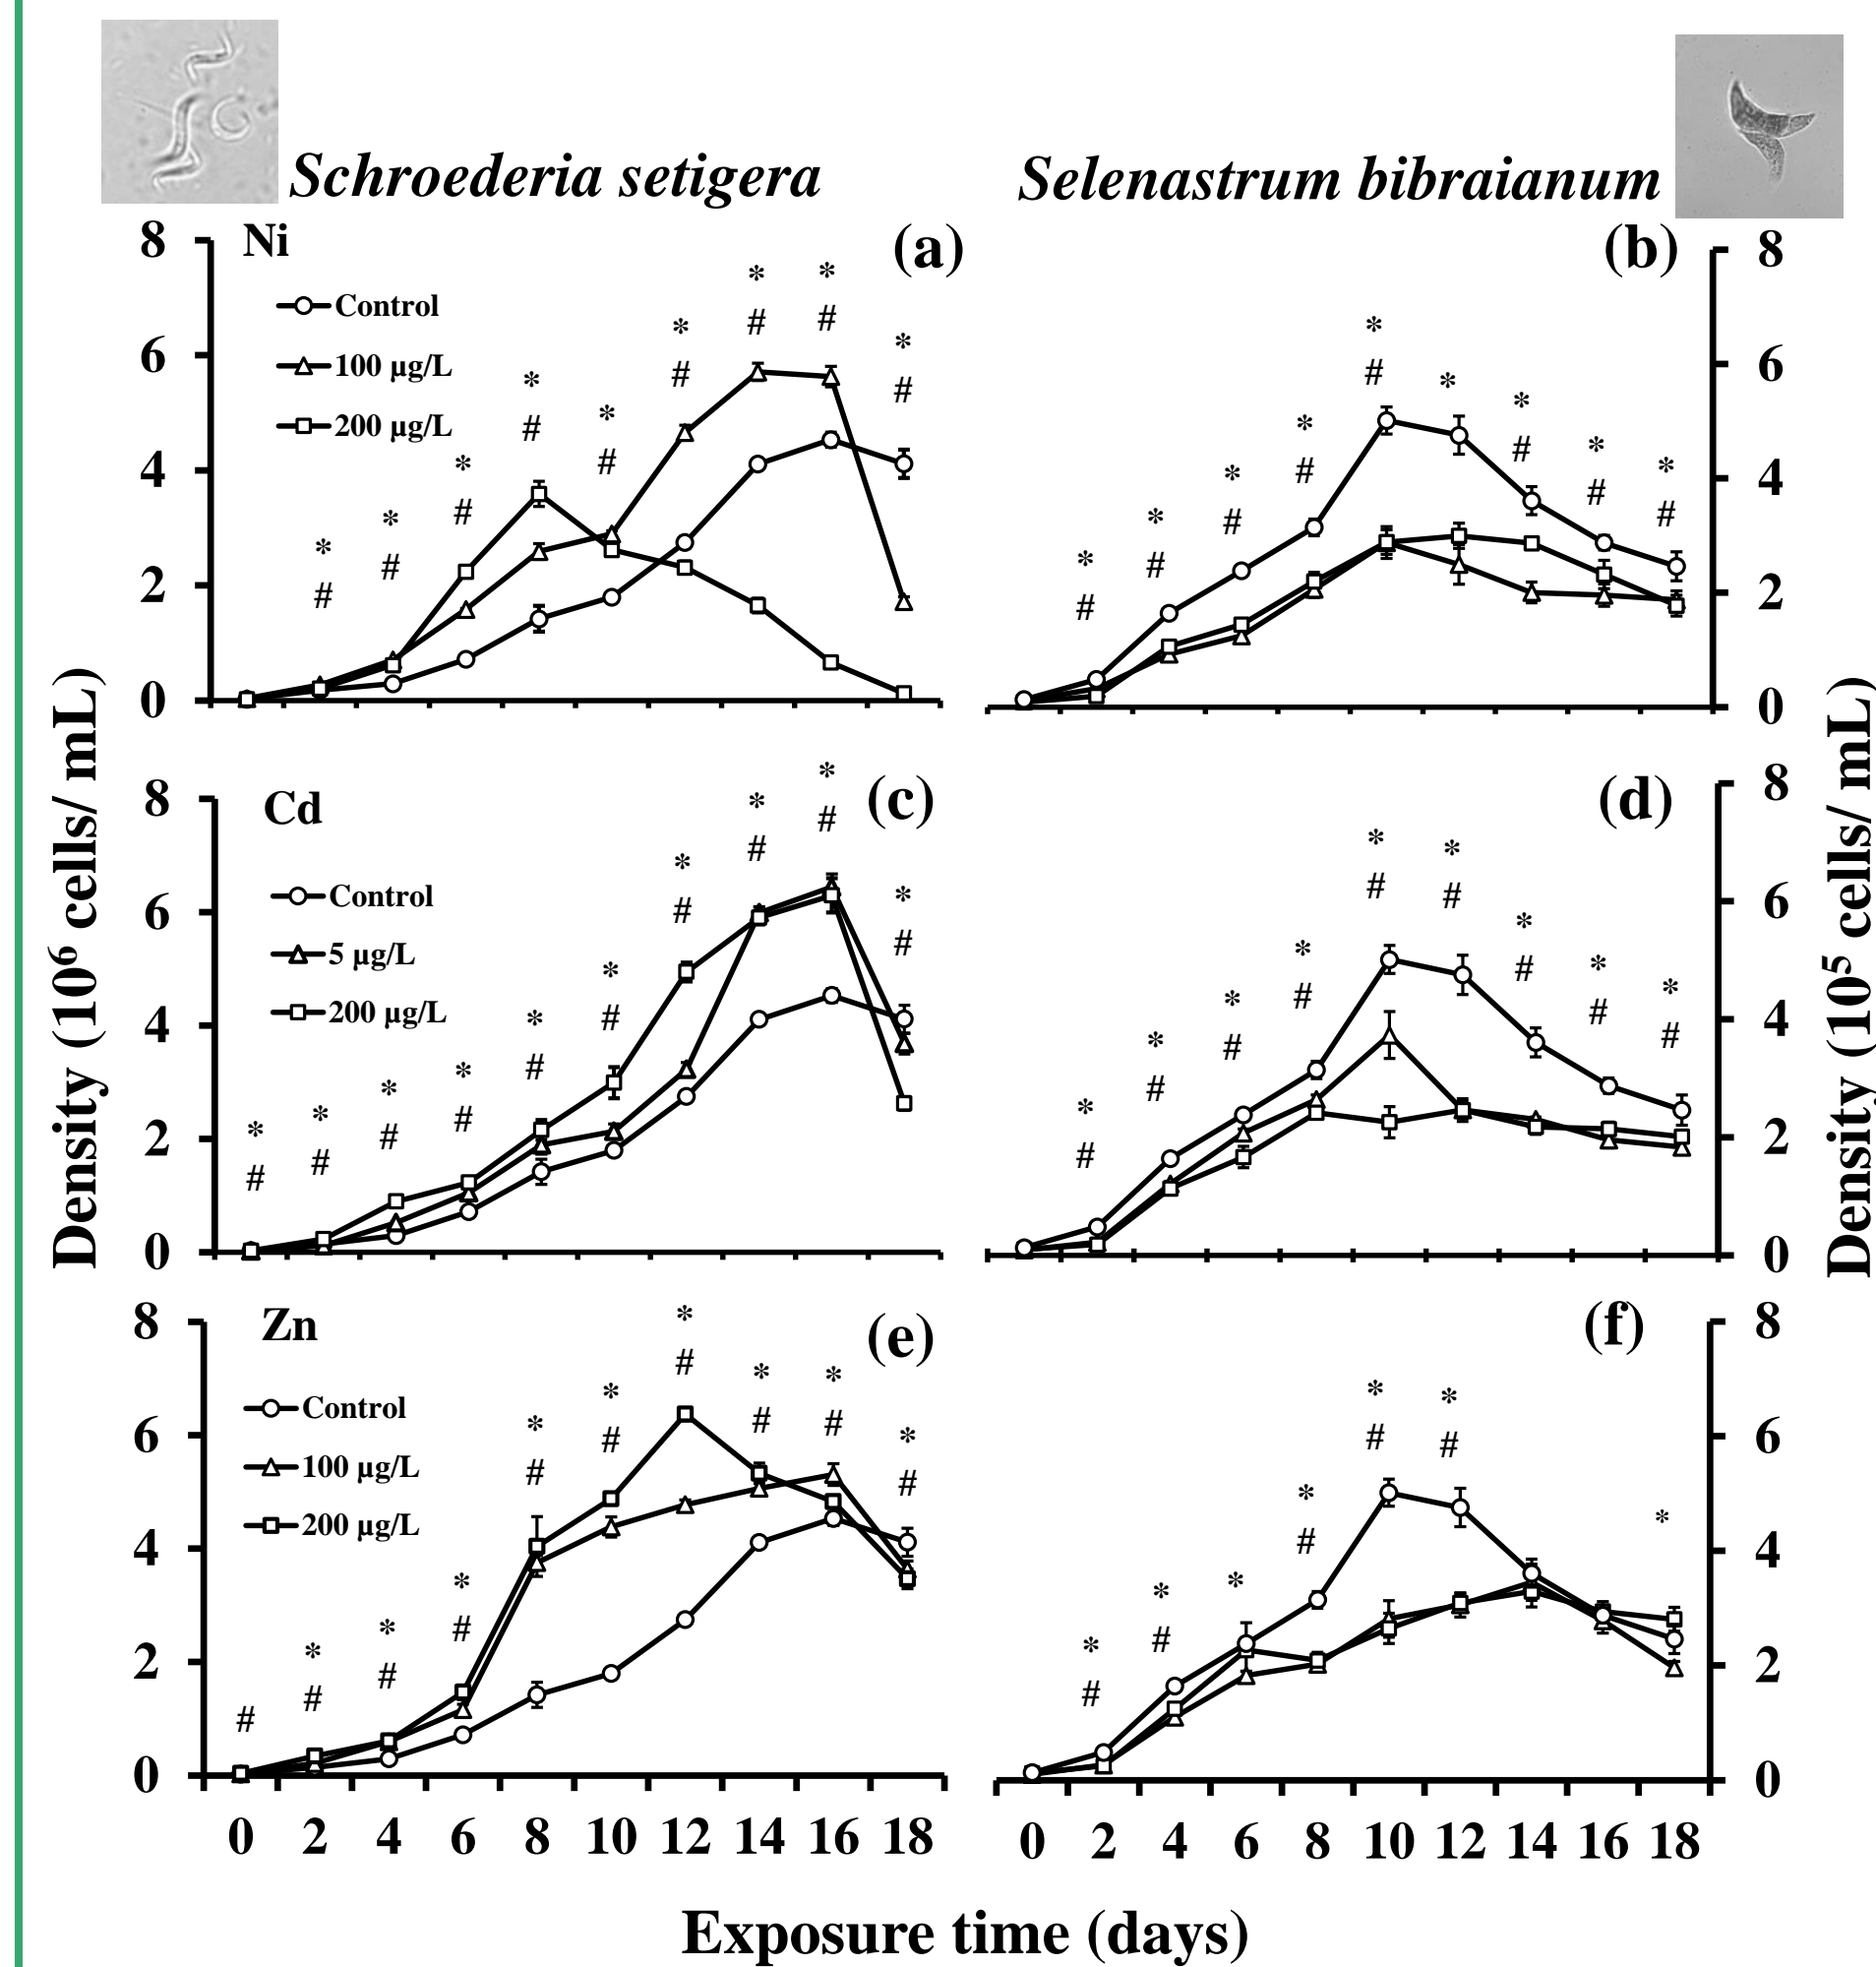 Schroederia setigera
Selenastrum bibraianum
Density (10⁶ cells/ mL)
Ni
(a)
Control
100 µg/L
200 µg/L
8
6
4
2
0
* * * * * * * * *
# # # # # # # # #
(b)
8
6
4
2
0
* * * * * * * * *
# # # # # # # #
Cd
(c)
Control
5 µg/L
200 µg/L
8
6
4
2
0
* * * * * * * * * *
# # # # # # # # # #
(d)
8
6
4
2
0
* * * * * * * * *
# # # # # # # # #
Zn
(e)
Control
100 µg/L
200 µg/L
8
6
4
2
0
* * * * * * * * *
# # # # # # # # # #
0 2 4 6 8 10 12 14 16 18
(f)
8
6
4
2
0
* * * * * * *
# # # # #
0 2 4 6 8 10 12 14 16 18
Density (10⁵ cells/ mL)
Exposure time (days)